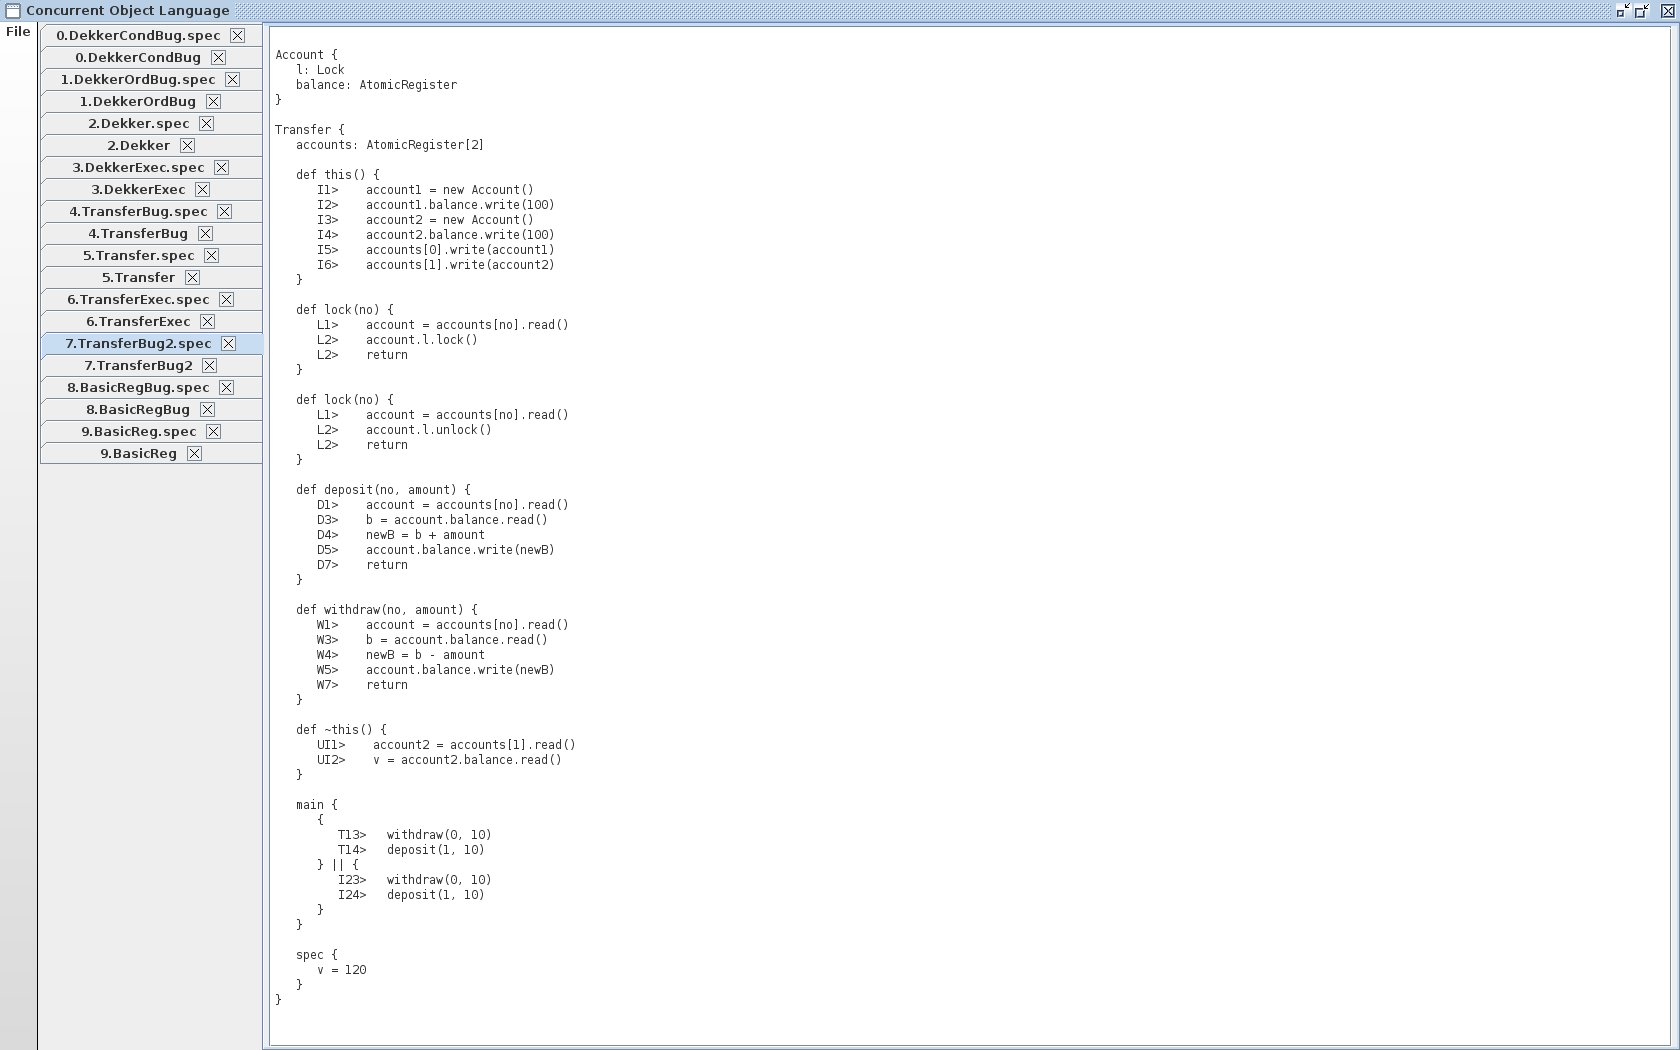 Concurrent Object Language
File
0.DekkerCondBug.spec
0.DekkerCondBug
1.DekkerOrdBug.spec
1.DekkerOrdBug
2.Dekker.spec
2.Dekker
3.DekkerExec.spec
3.DekkerExec
4.TransferBug.spec
4.TransferBug
5.Transfer.spec
5.Transfer
6.TransferExec.spec
6.TransferExec
7.TransferBug2.spec
7.TransferBug2
8.BasicRegBug.spec
8.BasicRegBug
9.BasicReg.spec
9.BasicReg
Account {
   l: Lock
   balance: AtomicRegister
}
Transfer {
   accounts: AtomicRegister[2]
   def this() {
      I1>    account1 = new Account()
      I2>    account1.balance.write(100)
      I3>    account2 = new Account()
      I4>    account2.balance.write(100)
      I5>    accounts[0].write(account1)
      I6>    accounts[1].write(account2)
   }
   def lock(no) {
      L1>    account = accounts[no].read()
      L2>    account.l.lock()
      L2>    return
   }
   def lock(no) {
      L1>    account = accounts[no].read()
      L2>    account.l.unlock()
      L2>    return
   }
   def deposit(no, amount) {
      D1>    account = accounts[no].read()
      D3>    b = account.balance.read()
      D4>    newB = b + amount
      D5>    account.balance.write(newB)
      D7>    return
   }
   def withdraw(no, amount) {
      W1>    account = accounts[no].read()
      W3>    b = account.balance.read()
      W4>    newB = b - amount
      W5>    account.balance.write(newB)
      W7>    return
   }
   def ~this() {
      UI1>    account2 = accounts[1].read()
      UI2>    v = account2.balance.read()
   }
   main {
      {
         T13>   withdraw(0, 10)
         T14>   deposit(1, 10)
      } || {
         I23>   withdraw(0, 10)
         I24>   deposit(1, 10)
      }
   }
   spec {
      v = 120
   }
}